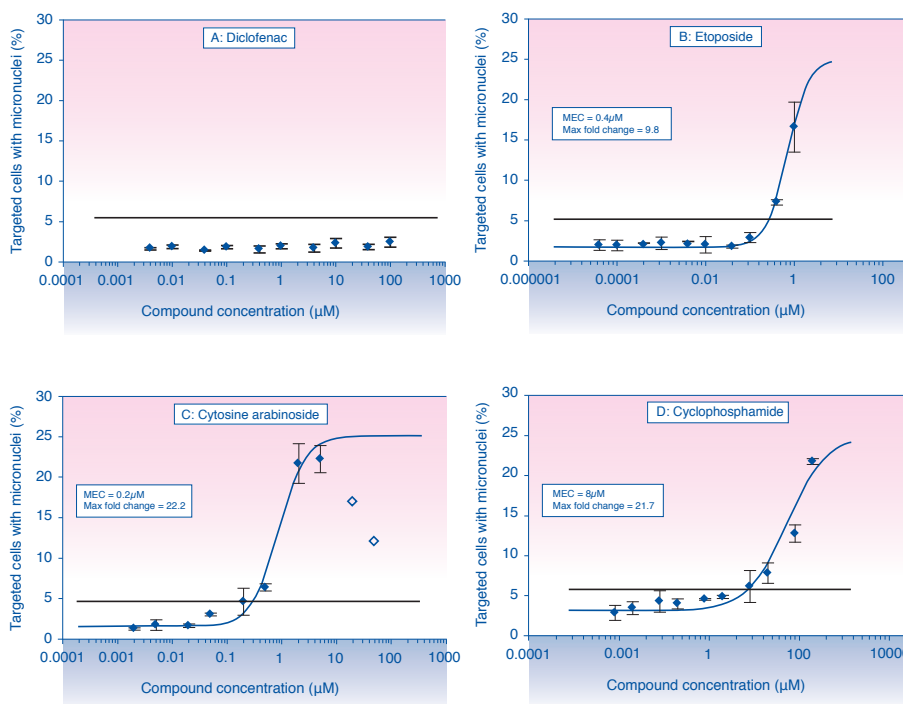 A: Diclofenac
Targeted cells with micronuclei (%)
30
25
20
15
10
5
0
0.0001 0.001 0.01 0.1 1 10 100 1000
Compound concentration (µM)
B: Etoposide
Targeted cells with micronuclei (%)
30
25
20
15
10
5
0
MEC = 0.4µM
Max fold change = 9.8
0.000001 0.0001 0.01 1 100
Compound concentration (µM)
C: Cytosine arabinoside
Targeted cells with micronuclei (%)
30
25
20
15
10
5
0
MEC = 0.2µM
Max fold change = 22.2
0.0001 0.001 0.01 0.1 1 10 100 1000
Compound concentration (µM)
D: Cyclophosphamide
Targeted cells with micronuclei (%)
30
25
20
15
10
5
0
MEC = 8µM
Max fold change = 21.7
0.0001 0.001 1 100 10000
Compound concentration (µM)